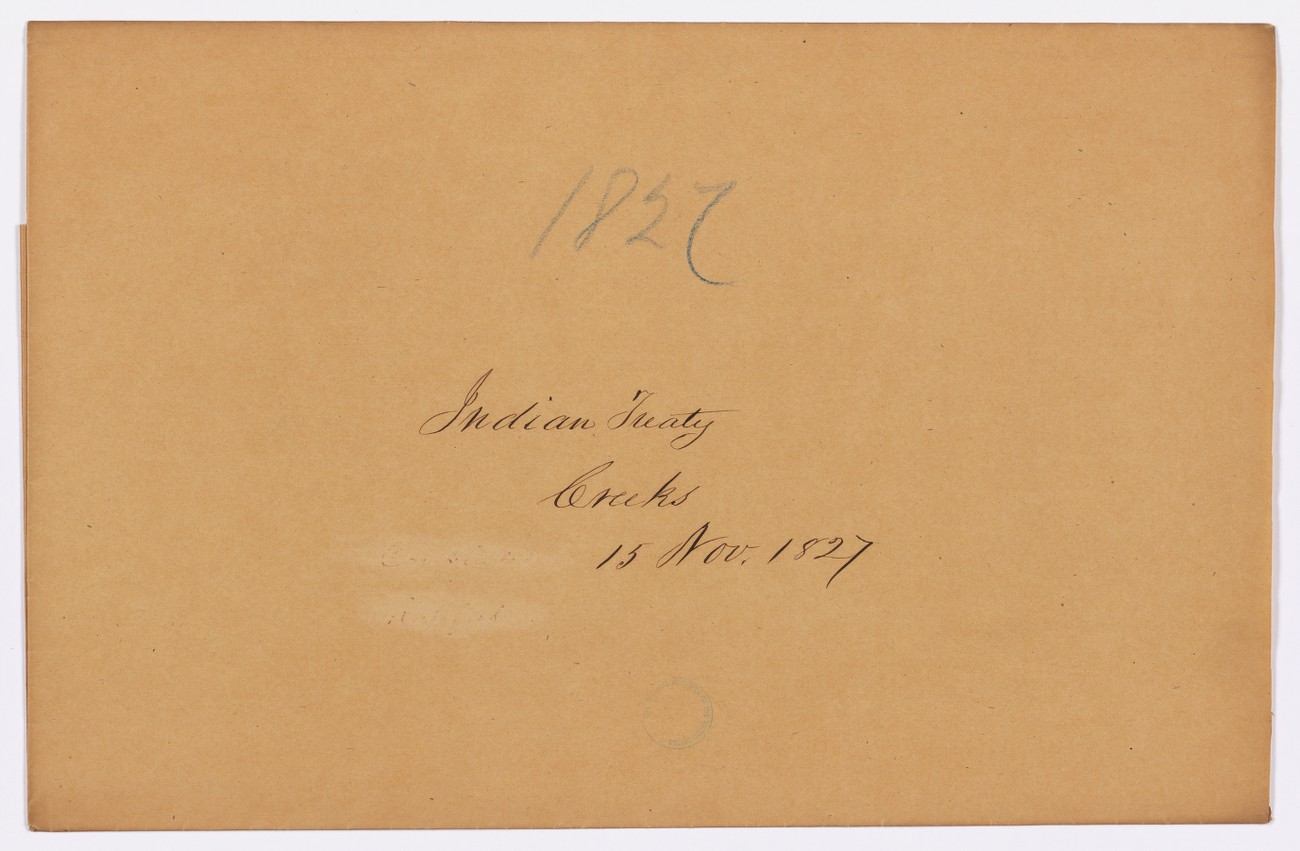 1827
Indian Treaty
Creeks
15 Nov. 1827